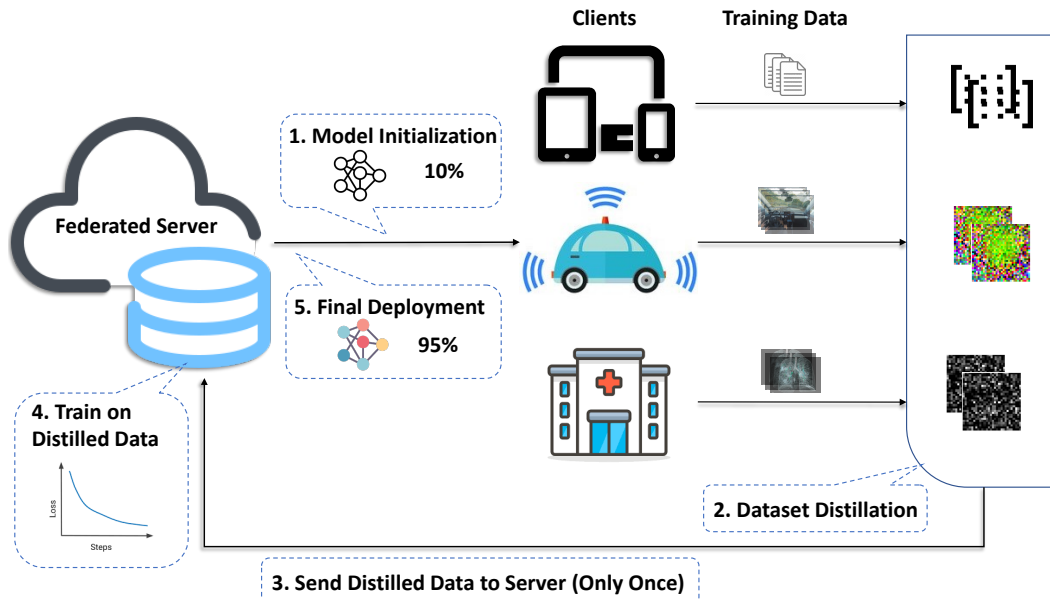 Clients
Training Data
1. Model Initialization
10%
Federated Server
5. Final Deployment
95%
4. Train on
Distilled Data
Loss
Steps
2. Dataset Distillation
3. Send Distilled Data to Server (Only Once)